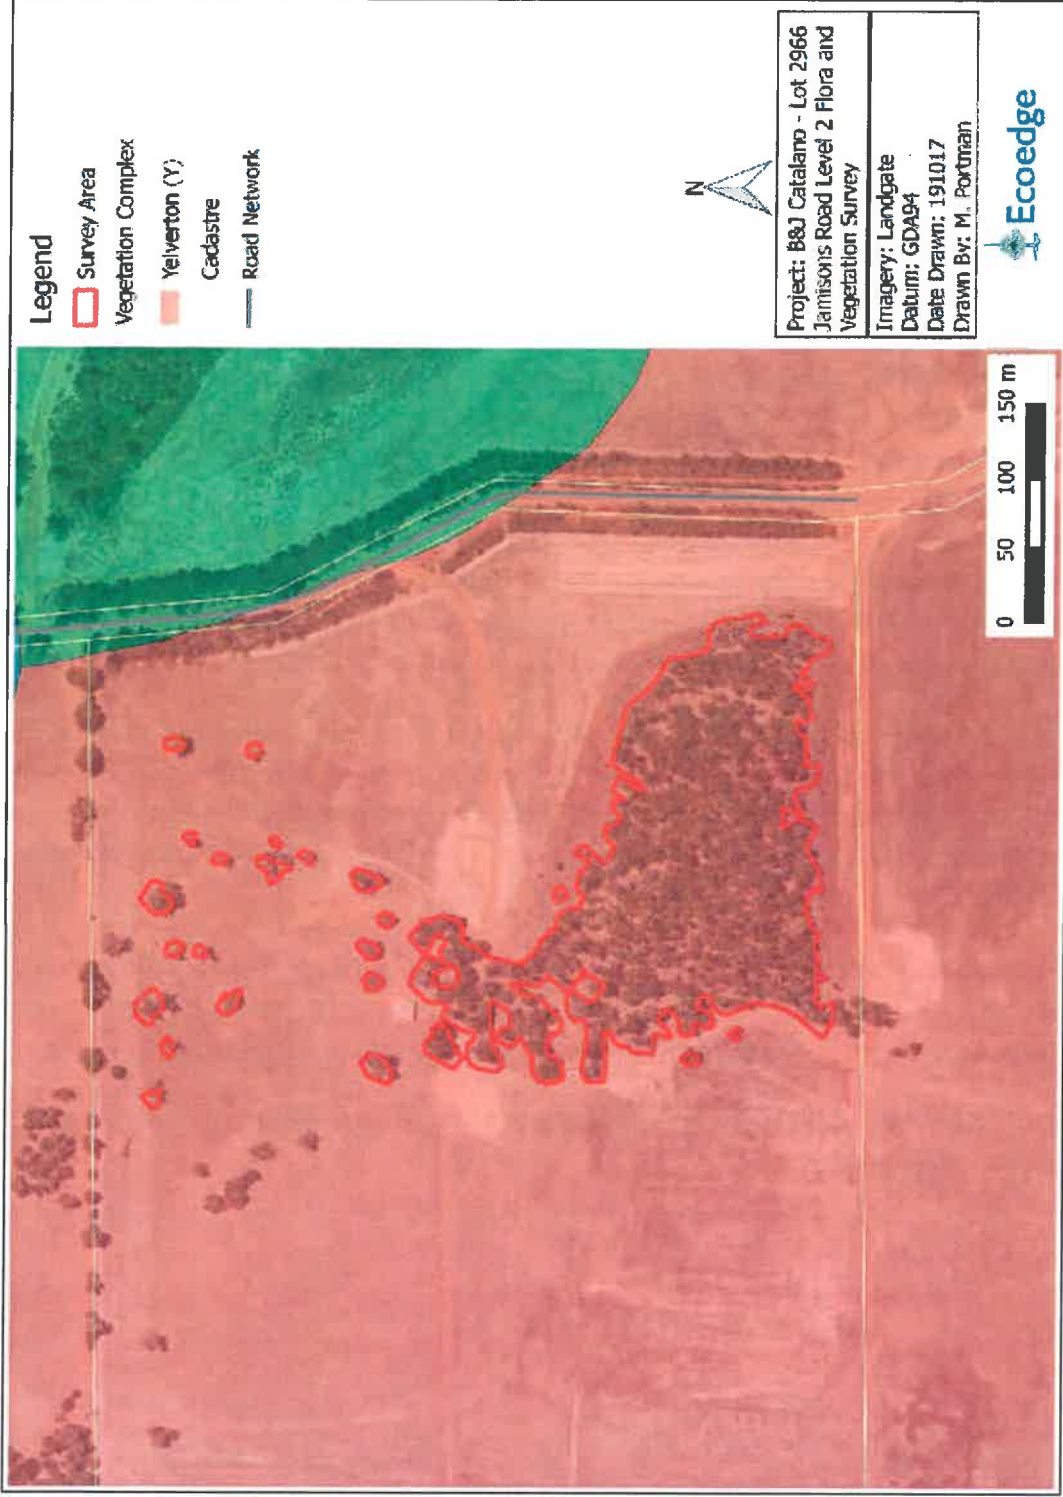 Legend
Survey Area
Vegetation Complex
Yelverton (Y)
Cadastre
Road Network
N
Project: B&J Catalano - Lot 2966
Jamisons Road Level 2 Flora and
Vegetation Survey
Imagery: Landgate
Datum: GDA94
Date Drawn: 191017
Drawn By: M. Portman
Ecoedge
0 50 100 150 m